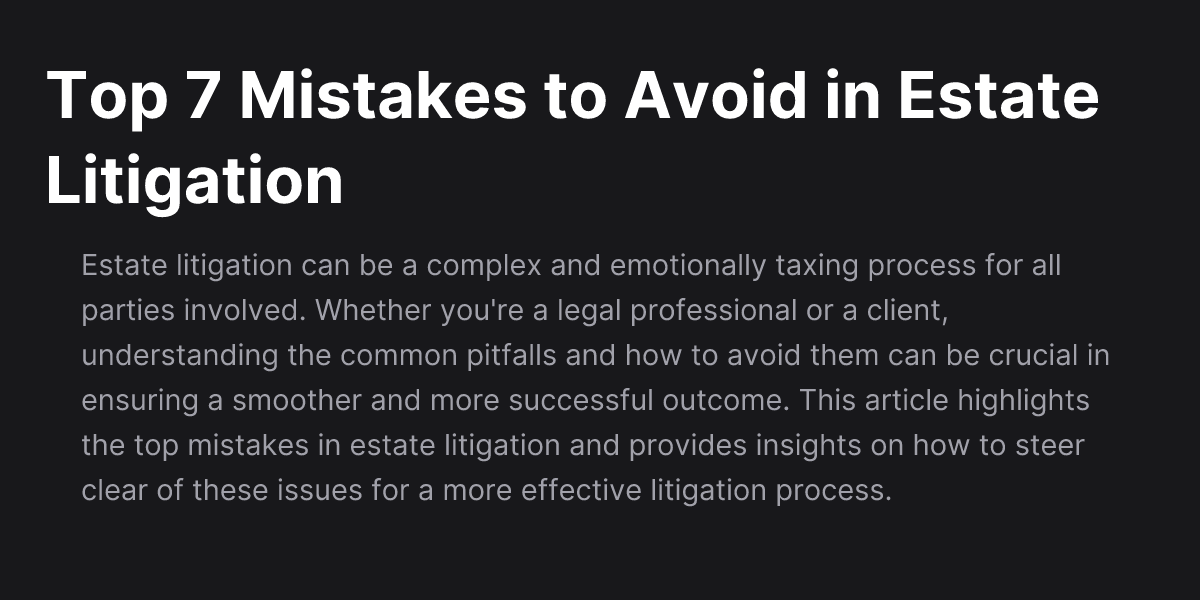 Top 7 Mistakes to Avoid in Estate
Litigation
Estate litigation can be a complex and emotionally taxing process for all
parties involved. Whether you're a legal professional or a client,
understanding the common pitfalls and how to avoid them can be crucial in
ensuring a smoother and more successful outcome. This article highlights
the top mistakes in estate litigation and provides insights on how to steer
clear of these issues for a more effective litigation process.